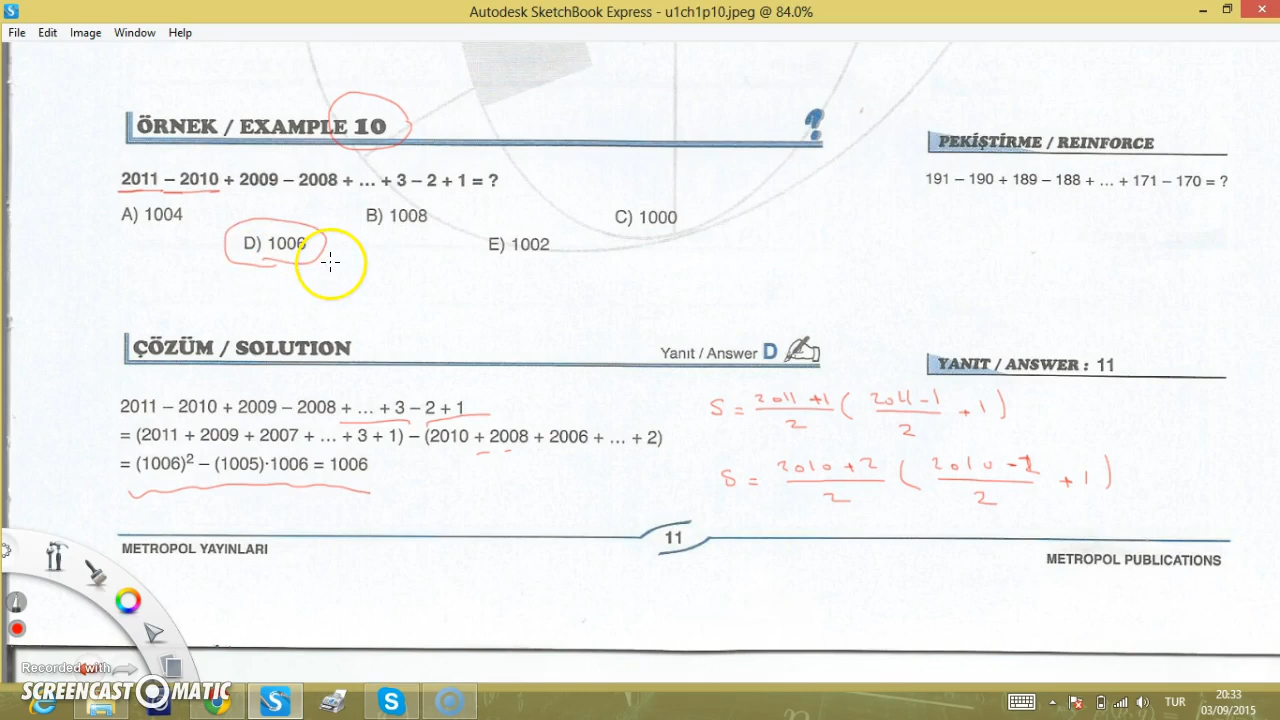 Autodesk SketchBook Express - u1ch1p10.jpeg @ 84.0%
File Edit Image Window Help
ÖRNEK / EXAMPLE 10
?
2011 – 2010 + 2009 – 2008 + ... + 3 – 2 + 1 = ?
A) 1004 B) 1008 C) 1000
D) 1006 E) 1002
PEKİŞTİRME / REINFORCE
191 – 190 + 189 – 188 + ... + 171 – 170 = ?
ÇÖZÜM / SOLUTION
Yanıt / Answer D
2011 – 2010 + 2009 – 2008 + ... + 3 – 2 + 1
= (2011 + 2009 + 2007 + ... + 3 + 1) – (2010 + 2008 + 2006 + ... + 2)
= (1006)² – (1005)·1006 = 1006
YANIT / ANSWER : 11
S = 2011 +1 / 2 ( 2011 -1 / 2 + 1 )
S = 2010 + 2 / 2 ( 2010 - 2 / 2 + 1 )
METROPOL YAYINLARI
11
METROPOL PUBLICATIONS
Recorded with
SCREENCAST MATIC
TUR
20:33
03/09/2015